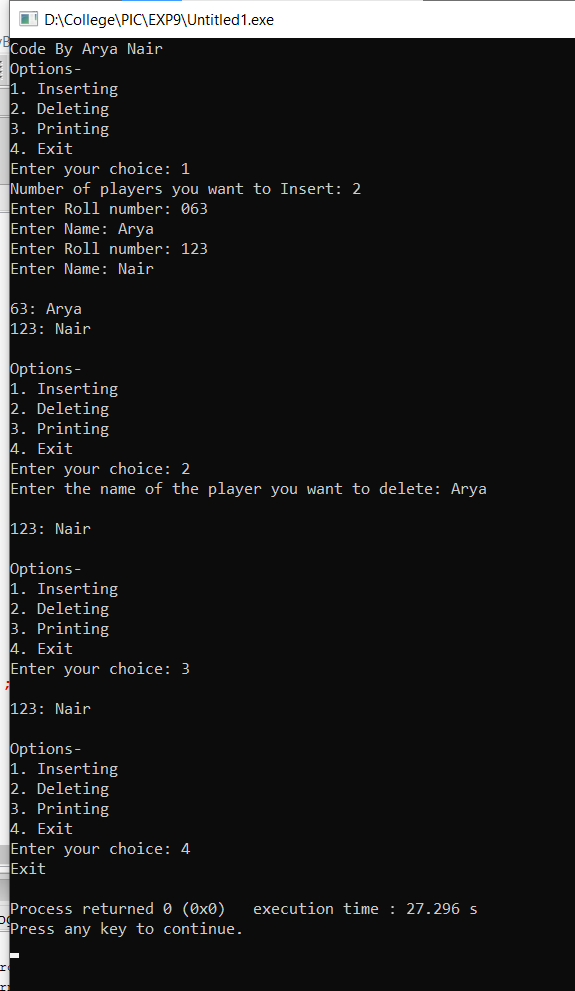 D:\College\PIC\EXP9\Untitled1.exe
Code By Arya Nair
Options-
1. Inserting
2. Deleting
3. Printing
4. Exit
Enter your choice: 1
Number of players you want to Insert: 2
Enter Roll number: 063
Enter Name: Arya
Enter Roll number: 123
Enter Name: Nair
63: Arya
123: Nair
Options-
1. Inserting
2. Deleting
3. Printing
4. Exit
Enter your choice: 2
Enter the name of the player you want to delete: Arya
123: Nair
Options-
1. Inserting
2. Deleting
3. Printing
4. Exit
Enter your choice: 3
123: Nair
Options-
1. Inserting
2. Deleting
3. Printing
4. Exit
Enter your choice: 4
Exit
Process returned 0 (0x0)   execution time : 27.296 s
Press any key to continue.